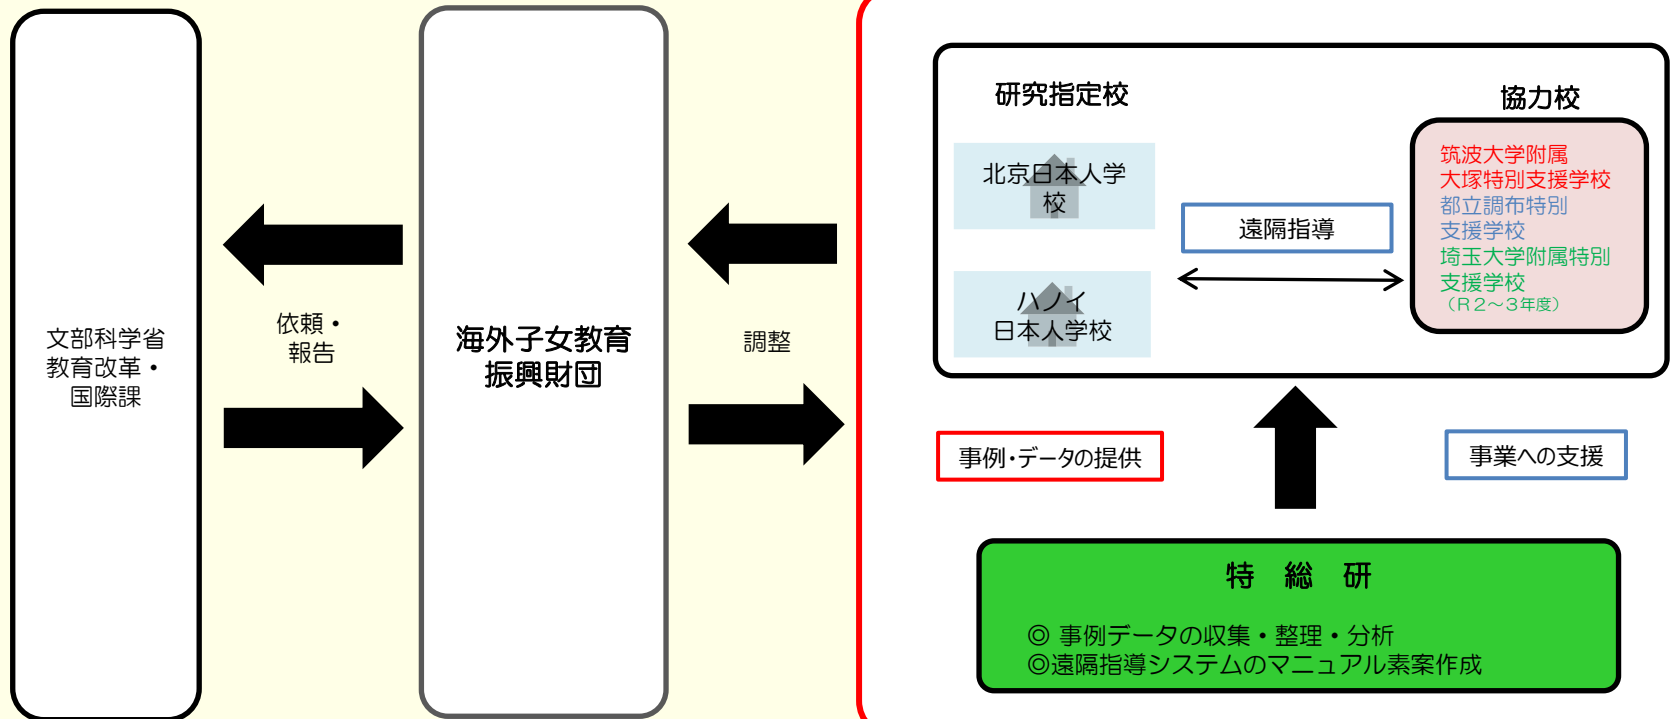 文部科学省
教育改革・
国際課
依頼・
報告
海外子女教育
振興財団
調整
研究指定校
北京日本人学
校
ハノイ
日本人学校
遠隔指導
協力校
筑波大学附属
大塚特別支援学校
都立調布特別
支援学校
埼玉大学附属特別
支援学校
（Ｒ２～３年度）
事例・データの提供
事業への支援
特　総　研
◎ 事例データの収集・整理・分析
◎遠隔指導システムのマニュアル素案作成